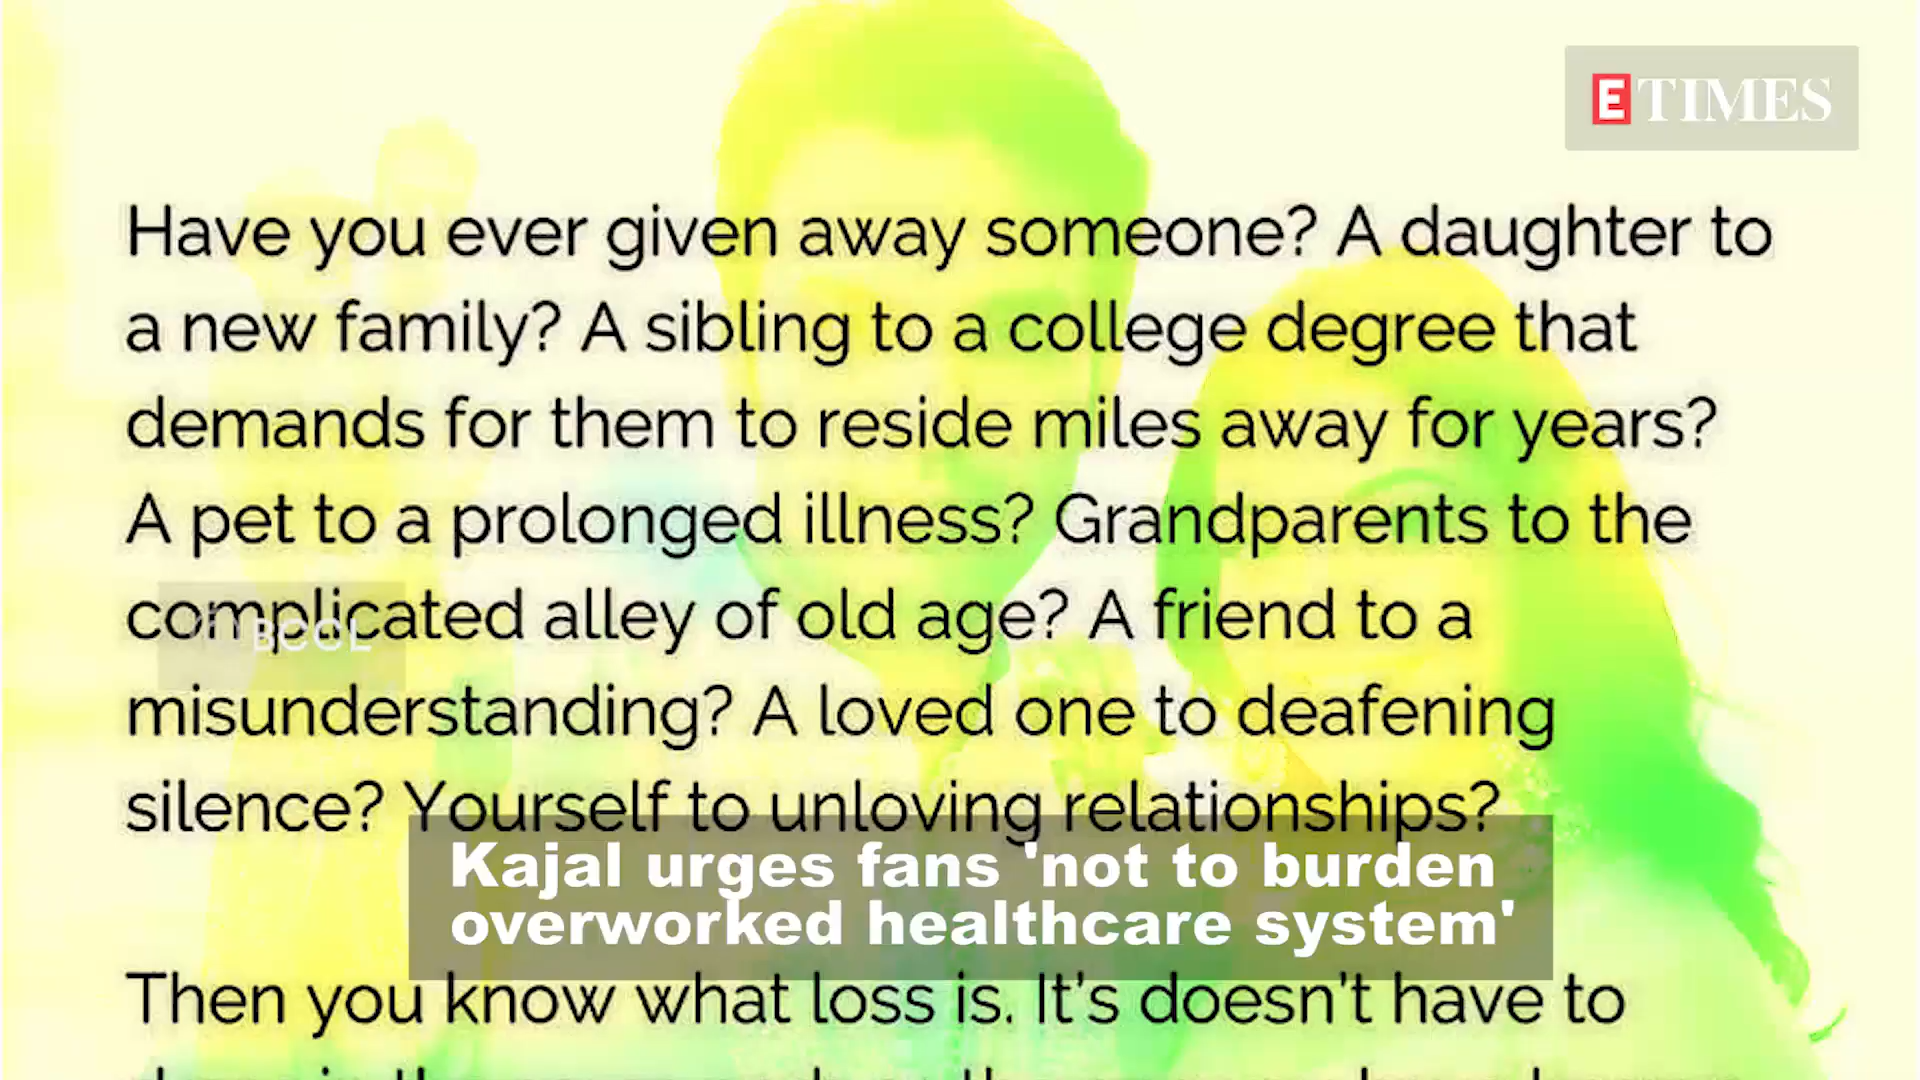 E TIMES
Have you ever given away someone? A daughter to
a new family? A sibling to a college degree that
demands for them to reside miles away for years?
A pet to a prolonged illness? Grandparents to the
complicated alley of old age? A friend to a
BCCL
misunderstanding? A loved one to deafening
silence? Yourself to unloving relationships?
Kajal urges fans 'not to burden
overworked healthcare system'
Then you know what loss is. It's doesn't have to